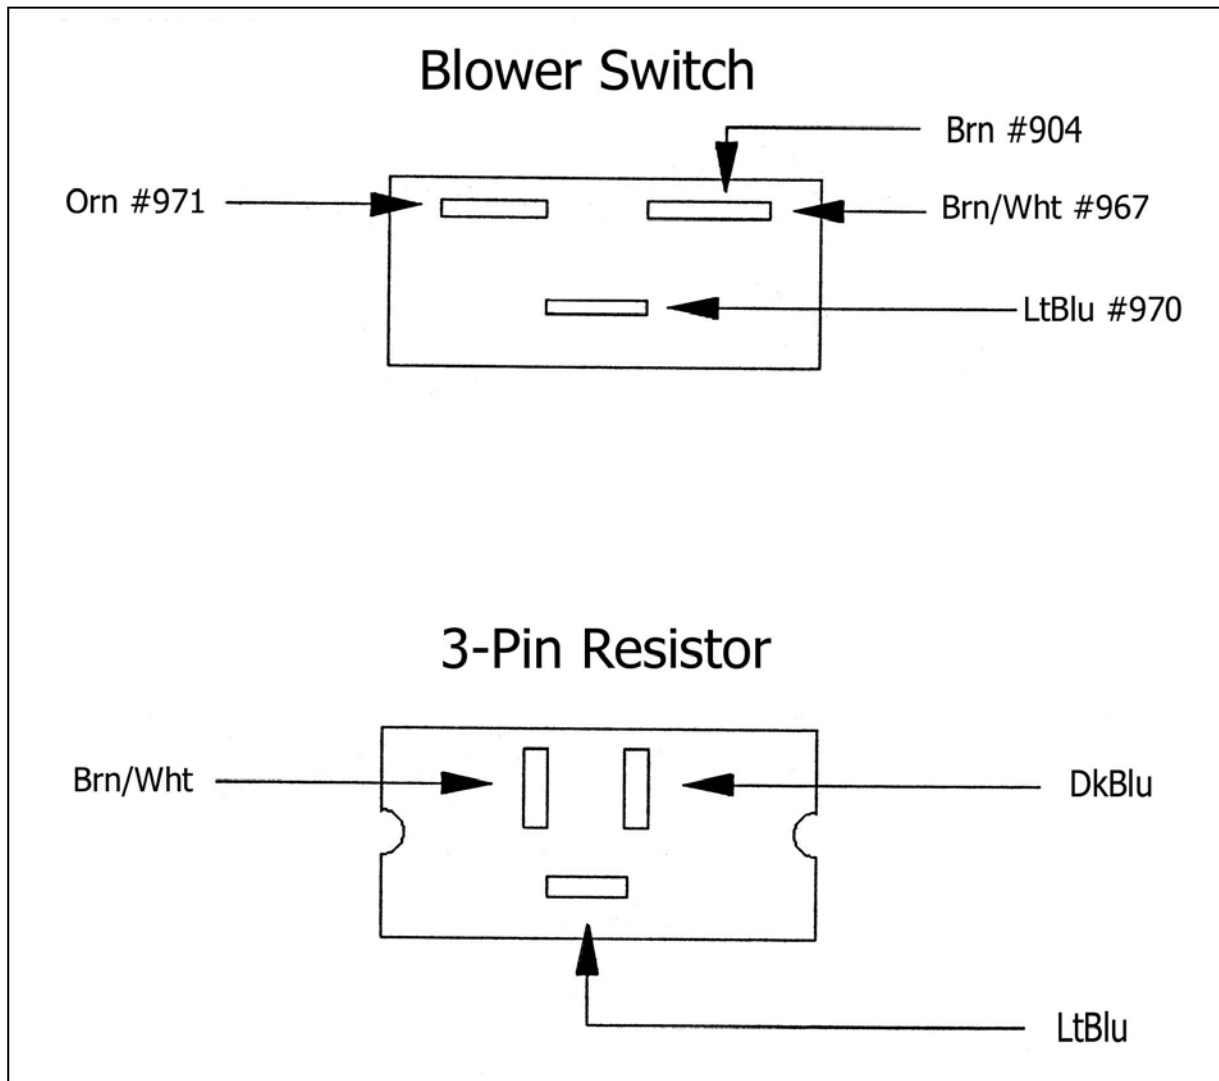 Blower Switch
Brn #904
Orn #971
Brn/Wht #967
LtBlu #970
3-Pin Resistor
Brn/Wht
DkBlu
LtBlu